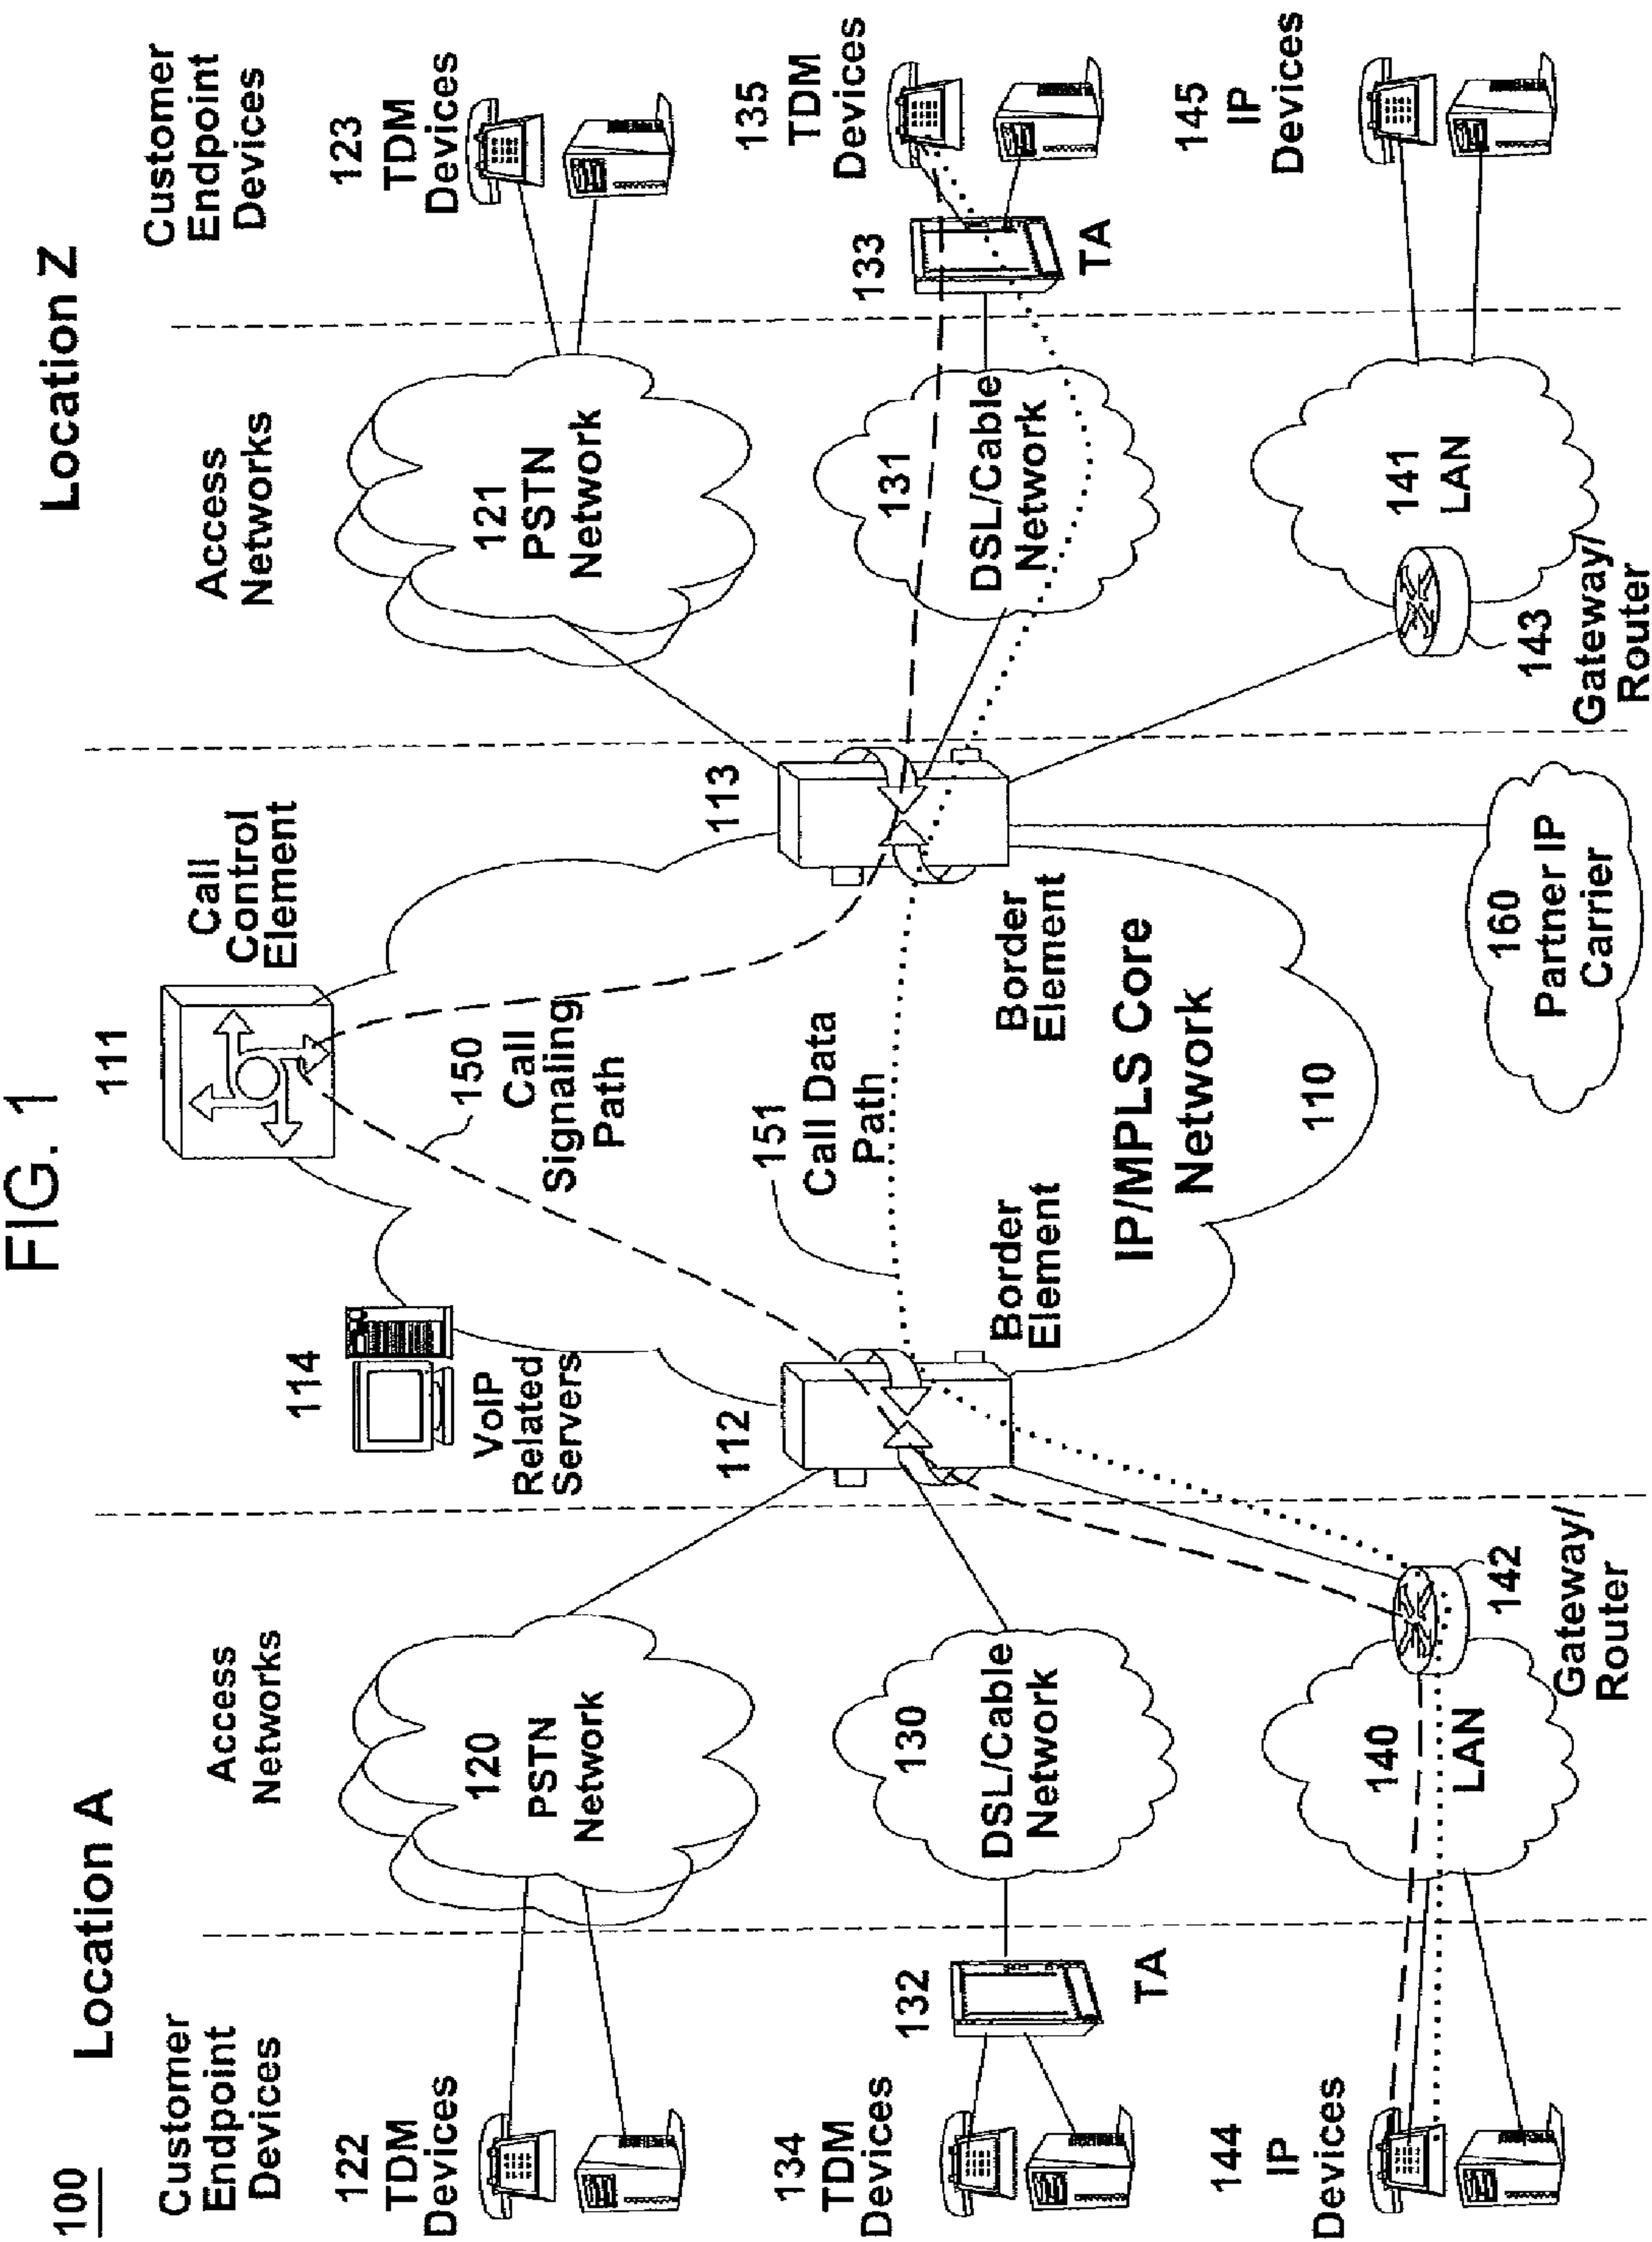 FIG. 1
100
Location A
Location Z
Customer
Endpoint
Devices
Access
Networks
114
VoIP
Related
Servers
111
Call
Control
Element
Access
Networks
Customer
Endpoint
Devices
122
TDM
Devices
120
PSTN
Network
112
150
Call
Signaling
Path
113
121
PSTN
Network
123
TDM
Devices
134
TDM
Devices
132
TA
130
DSL/Cable
Network
151
Call Data
Path
Border
Element
Border
Element
131
DSL/Cable
Network
133
TA
135
TDM
Devices
IP/MPLS Core
Network
110
144
IP
Devices
140
LAN
142
Gateway/
Router
160
Partner IP
Carrier
143
Gateway/
Router
141
LAN
145
IP
Devices